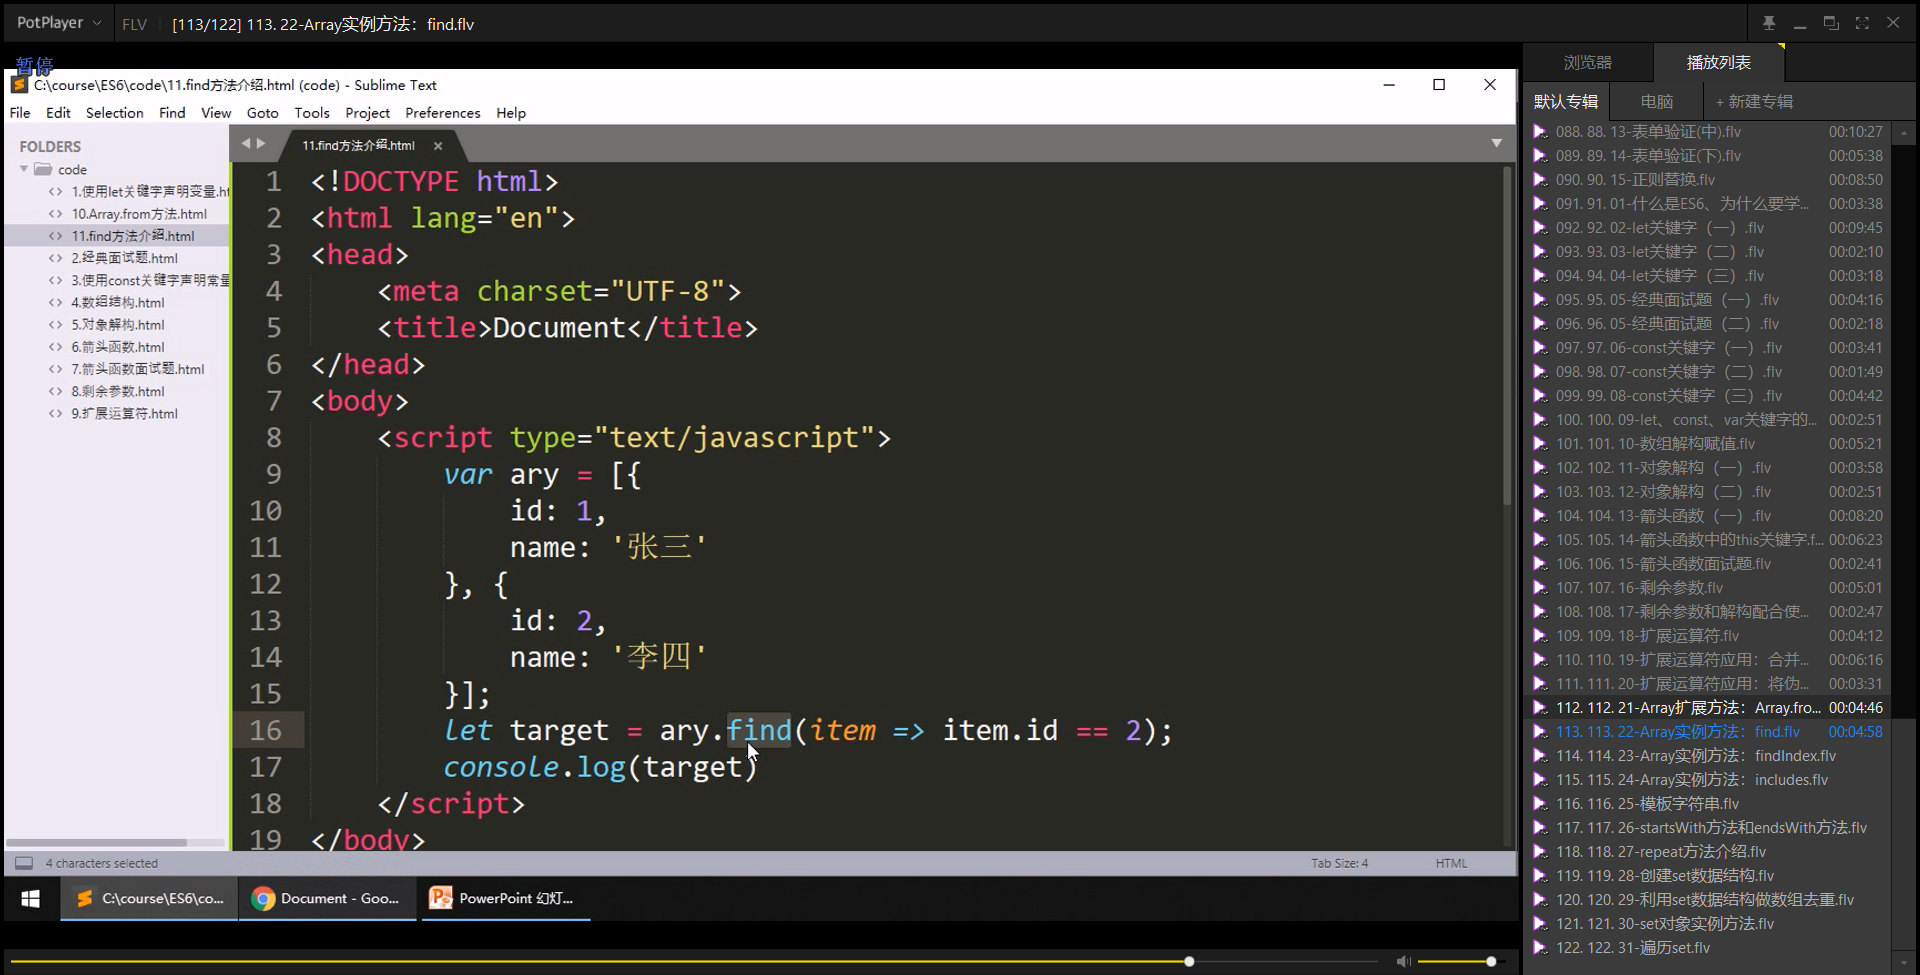 PotPlayer FLV [113/122] 113. 22-Array实例方法：find.flv
暂停
C:\course\ES6\code\11.find方法介绍.html (code) - Sublime Text
File Edit Selection Find View Goto Tools Project Preferences Help
FOLDERS
code
1.使用let关键字声明变量.ht
10.Array.from方法.html
11.find方法介绍.html
2.经典面试题.html
3.使用const关键字声明常量
4.数组结构.html
5.对象解构.html
6.箭头函数.html
7.箭头函数面试题.html
8.剩余参数.html
9.扩展运算符.html
11.find方法介绍.html
1 <!DOCTYPE html>
2 <html lang="en">
3 <head>
4 <meta charset="UTF-8">
5 <title>Document</title>
6 </head>
7 <body>
8 <script type="text/javascript">
9 var ary = [{
10 id: 1,
11 name: '张三'
12 }, {
13 id: 2,
14 name: '李四'
15 }];
16 let target = ary.find(item => item.id == 2);
17 console.log(target)
18 </script>
19 </body>
4 characters selected Tab Size: 4 HTML
C:\course\ES6\co... Document - Goo... PowerPoint 幻灯...
浏览器 播放列表
默认专辑 电脑 + 新建专辑
088. 88. 13-表单验证(中).flv 00:10:27
089. 89. 14-表单验证(下).flv 00:05:38
090. 90. 15-正则替换.flv 00:08:50
091. 91. 01-什么是ES6、为什么要学... 00:03:38
092. 92. 02-let关键字（一）.flv 00:09:45
093. 93. 03-let关键字（二）.flv 00:02:10
094. 94. 04-let关键字（三）.flv 00:03:18
095. 95. 05-经典面试题（一）.flv 00:04:16
096. 96. 05-经典面试题（二）.flv 00:02:18
097. 97. 06-const关键字（一）.flv 00:03:41
098. 98. 07-const关键字（二）.flv 00:01:49
099. 99. 08-const关键字（三）.flv 00:04:42
100. 100. 09-let、const、var关键字的... 00:02:51
101. 101. 10-数组解构赋值.flv 00:05:21
102. 102. 11-对象解构（一）.flv 00:03:58
103. 103. 12-对象解构（二）.flv 00:02:51
104. 104. 13-箭头函数（一）.flv 00:08:20
105. 105. 14-箭头函数中的this关键字.f... 00:06:23
106. 106. 15-箭头函数面试题.flv 00:02:41
107. 107. 16-剩余参数.flv 00:05:01
108. 108. 17-剩余参数和解构配合使... 00:02:47
109. 109. 18-扩展运算符.flv 00:04:12
110. 110. 19-扩展运算符应用：合并... 00:06:16
111. 111. 20-扩展运算符应用：将伪... 00:03:31
112. 112. 21-Array扩展方法：Array.fro... 00:04:46
113. 113. 22-Array实例方法：find.flv 00:04:58
114. 114. 23-Array实例方法：findIndex.flv
115. 115. 24-Array实例方法：includes.flv
116. 116. 25-模板字符串.flv
117. 117. 26-startsWith方法和endsWith方法.flv
118. 118. 27-repeat方法介绍.flv
119. 119. 28-创建set数据结构.flv
120. 120. 29-利用set数据结构做数组去重.flv
121. 121. 30-set对象实例方法.flv
122. 122. 31-遍历set.flv